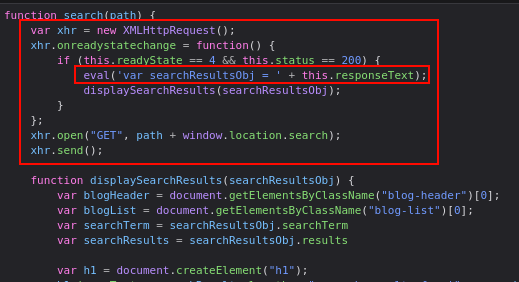 function search(path) {
var xhr = new XMLHttpRequest();
xhr.onreadystatechange = function() {
if (this.readyState == 4 && this.status == 200) {
eval('var searchResultsObj = ' + this.responseText);
displaySearchResults(searchResultsObj);
}
};
xhr.open("GET", path + window.location.search);
xhr.send();
function displaySearchResults(searchResultsObj) {
var blogHeader = document.getElementsByClassName("blog-header")[0];
var blogList = document.getElementsByClassName("blog-list")[0];
var searchTerm = searchResultsObj.searchTerm
var searchResults = searchResultsObj.results
var h1 = document.createElement("h1");